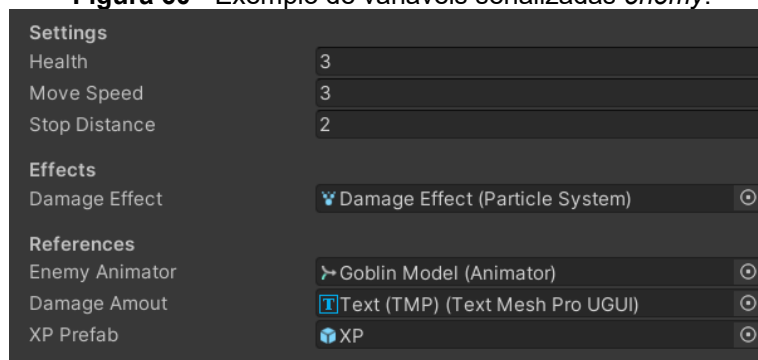 Figura 30 - Exemplo de variáveis serializadas enemy.
Settings
Health 3
Move Speed 3
Stop Distance 2
Effects
Damage Effect Damage Effect (Particle System)
References
Enemy Animator Goblin Model (Animator)
Damage Amout Text (TMP) (Text Mesh Pro UGUI)
XP Prefab XP